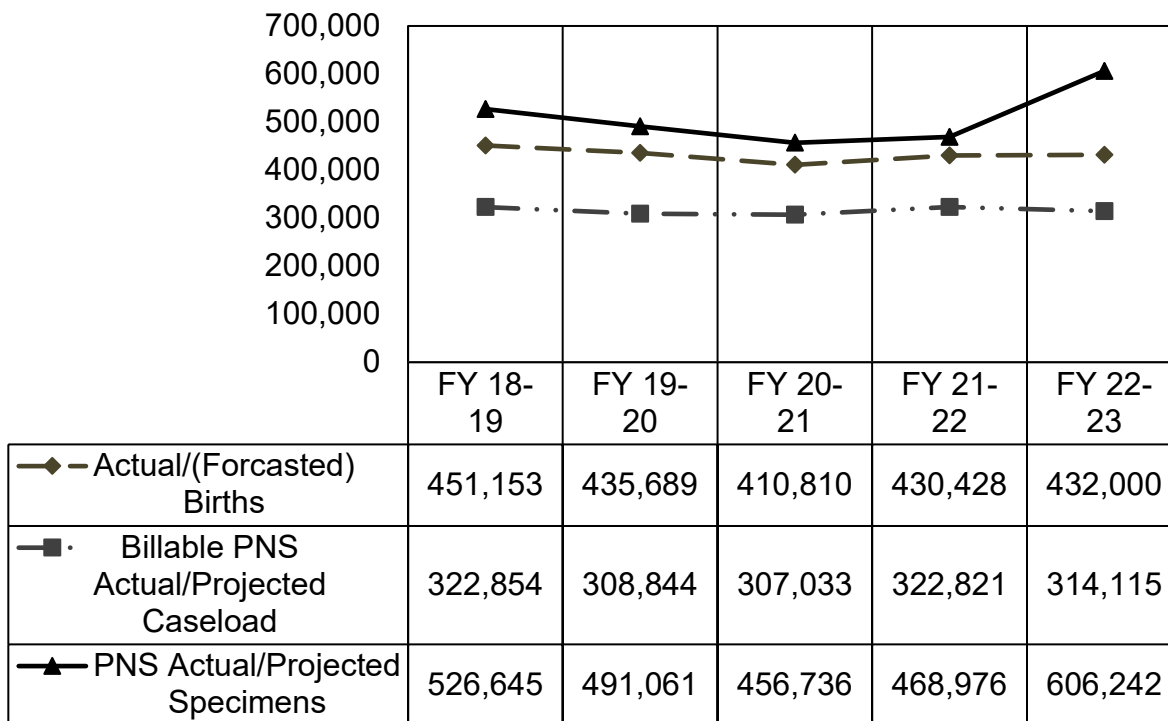 700,000
600,000
500,000
400,000
300,000
200,000
100,000
0
FY 18-
19
FY 19-
20
FY 20-
21
FY 21-
22
FY 22-
23
Actual/(Forcasted)
Births
451,153 435,689 410,810 430,428 432,000
Billable PNS
Actual/Projected
Caseload
322,854 308,844 307,033 322,821 314,115
PNS Actual/Projected
Specimens
526,645 491,061 456,736 468,976 606,242